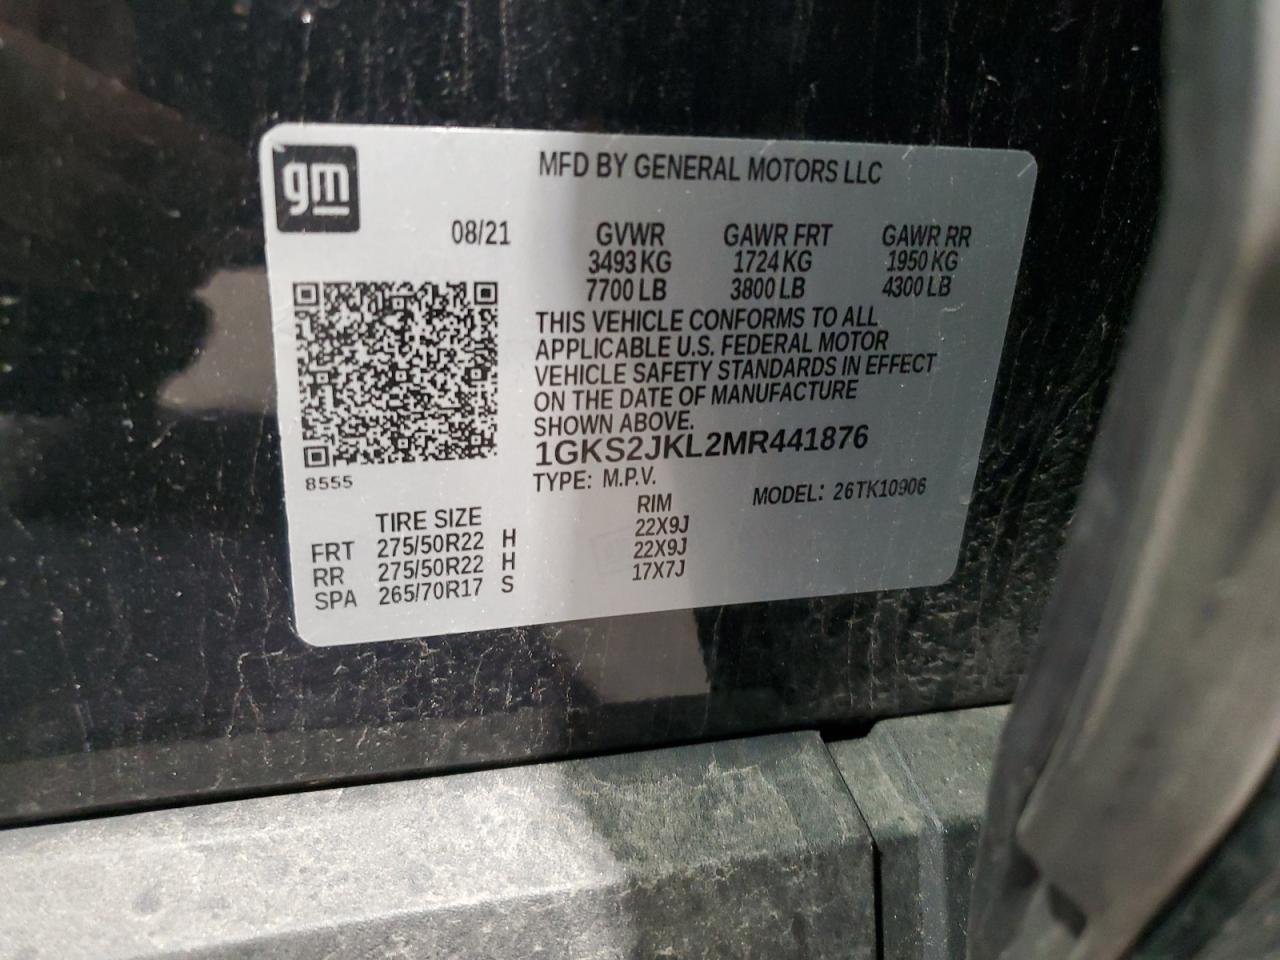 gm
MFD BY GENERAL MOTORS LLC
08/21 GVWR GAWR FRT GAWR RR
3493 KG 1724 KG 1950 KG
7700 LB 3800 LB 4300 LB
THIS VEHICLE CONFORMS TO ALL
APPLICABLE U.S. FEDERAL MOTOR
VEHICLE SAFETY STANDARDS IN EFFECT
ON THE DATE OF MANUFACTURE
SHOWN ABOVE.
1GKS2JKL2MR441876
8555
TYPE: M.P.V. MODEL: 26TK10906
TIRE SIZE RIM
FRT 275/50R22 H 22X9J
RR 275/50R22 H 22X9J
SPA 265/70R17 S 17X7J